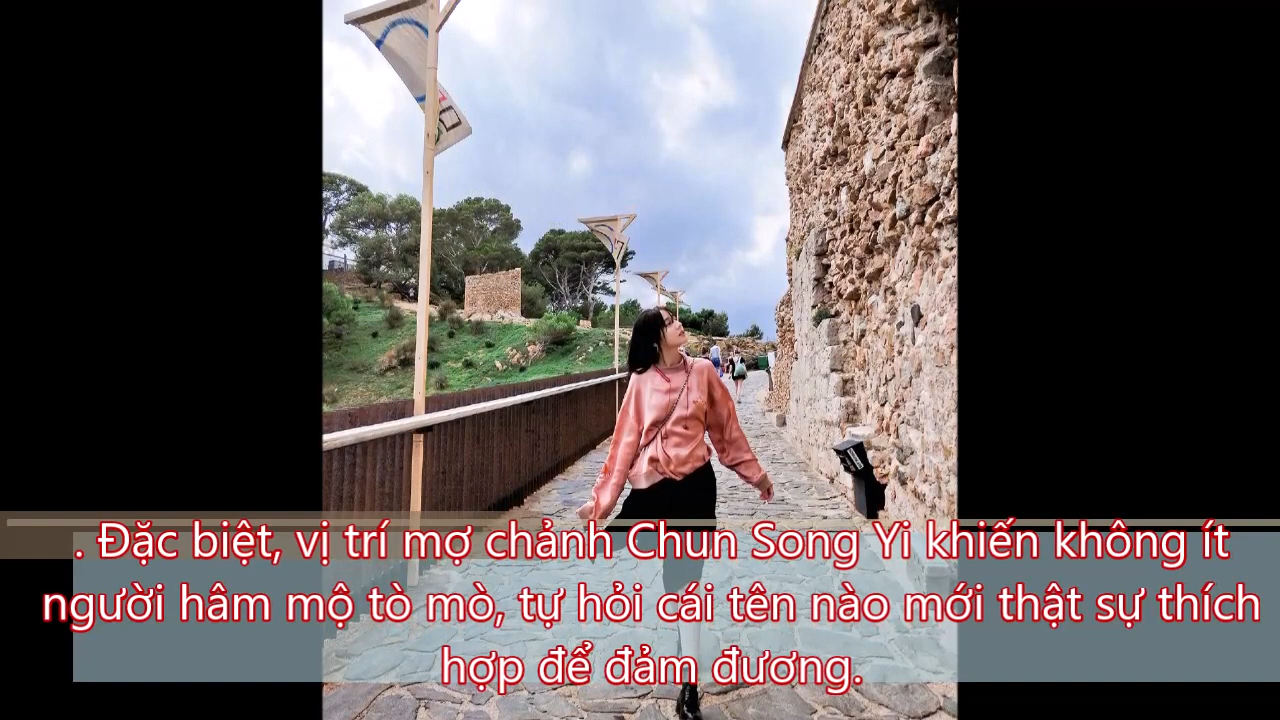 . Đặc biệt, vị trí mợ chảnh Chun Song Yi khiến không ít
người hâm mộ tò mò, tự hỏi cái tên nào mới thật sự thích
hợp để đảm đương.